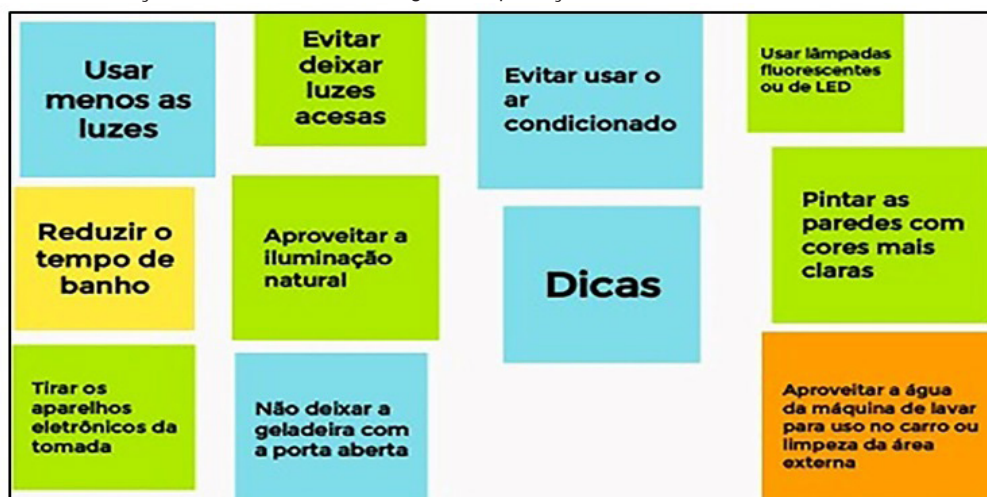 Usar
menos as
luzes
Evitar
deixar
luzes
acesas
Evitar usar o
ar
condicionado
Usar lâmpadas
fluorescentes
ou de LED
Reduzir o
tempo de
banho
Aproveitar a
iluminação
natural
Dicas
Pintar as
paredes com
cores mais
claras
Tirar os
aparelhos
eletrônicos da
tomada
Não deixar a
geladeira com
a porta aberta
Aproveitar a água
da máquina de lavar
para uso no carro ou
limpeza da área
externa